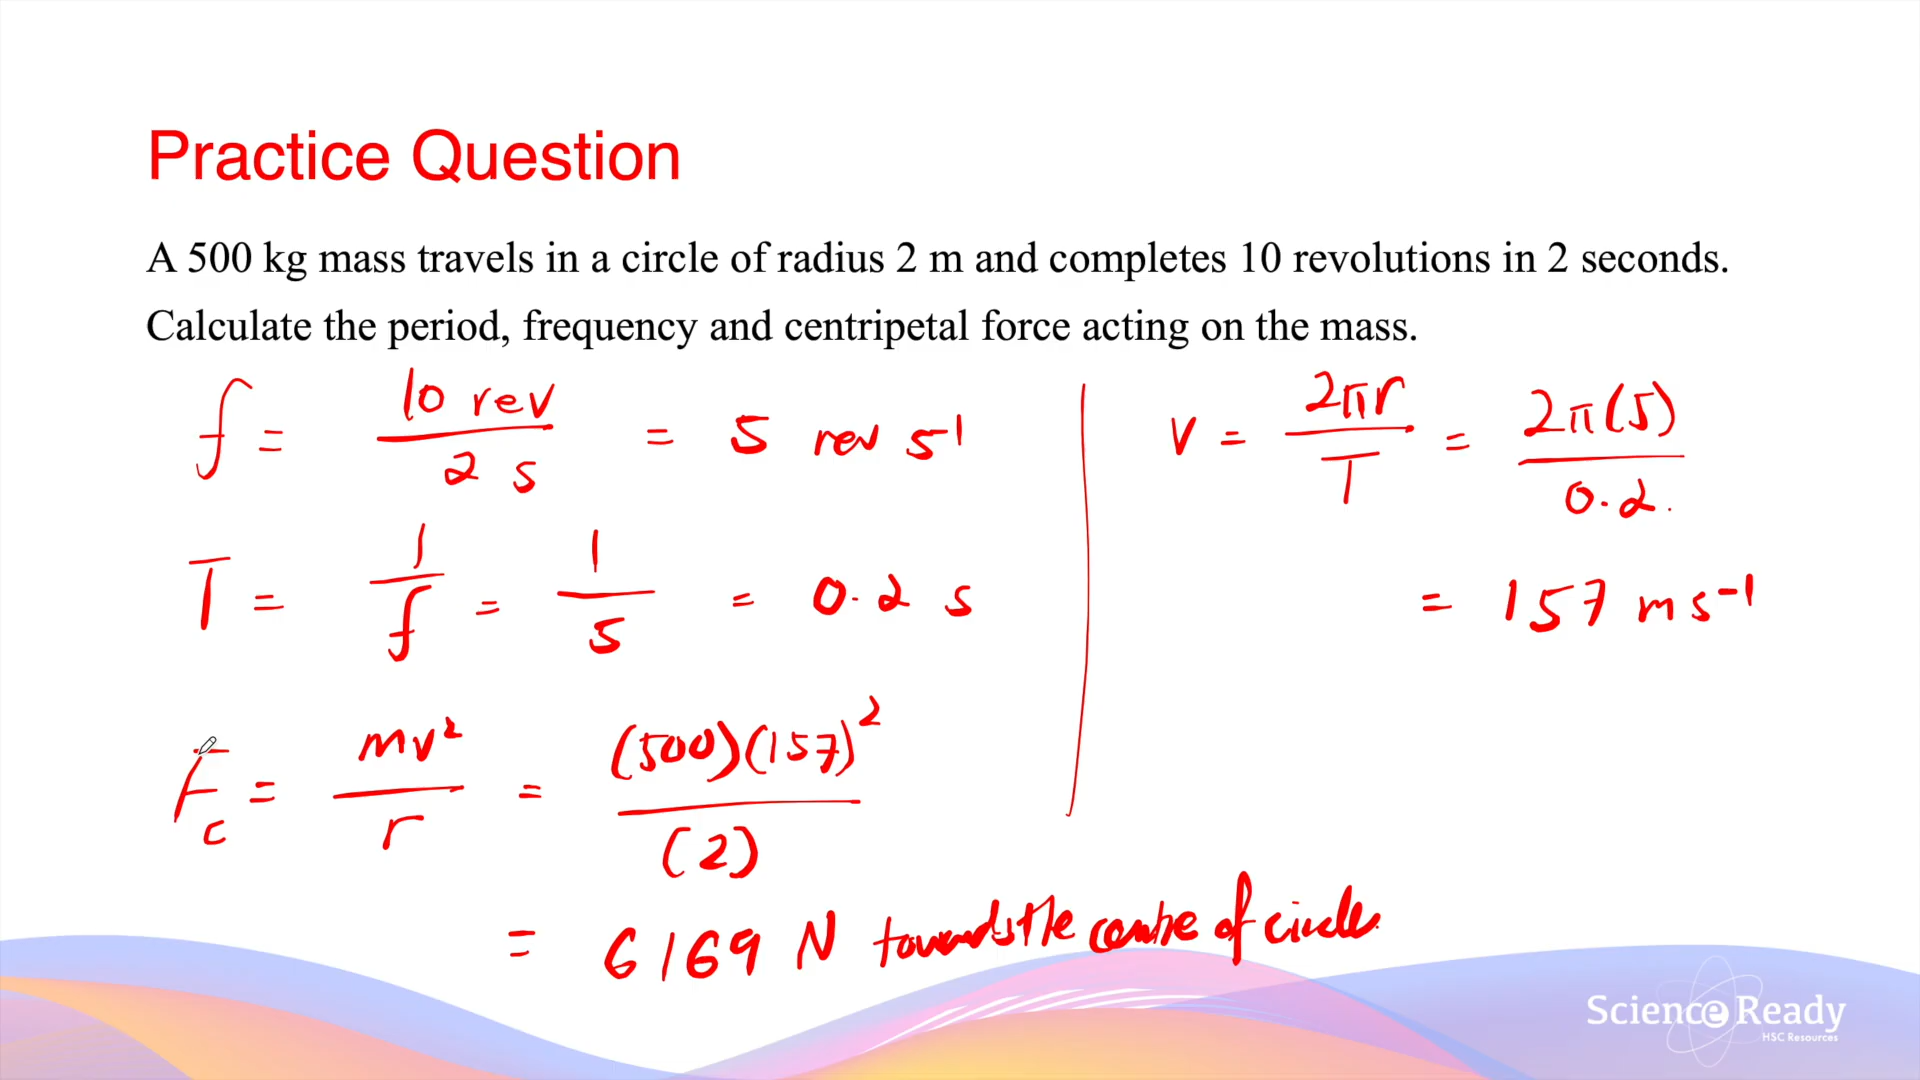 Practice Question
A 500 kg mass travels in a circle of radius 2 m and completes 10 revolutions in 2 seconds.
Calculate the period, frequency and centripetal force acting on the mass.
f = 10 rev / 2 s = 5 rev s⁻¹
T = 1 / f = 1 / 5 = 0.2 s
F_c = mv² / r = (500)(157)² / (2)
= 6169 N towards the centre of circle.
v = 2πr / T = 2π(5) / 0.2
= 157 m s⁻¹
Science Ready
HSC Resources